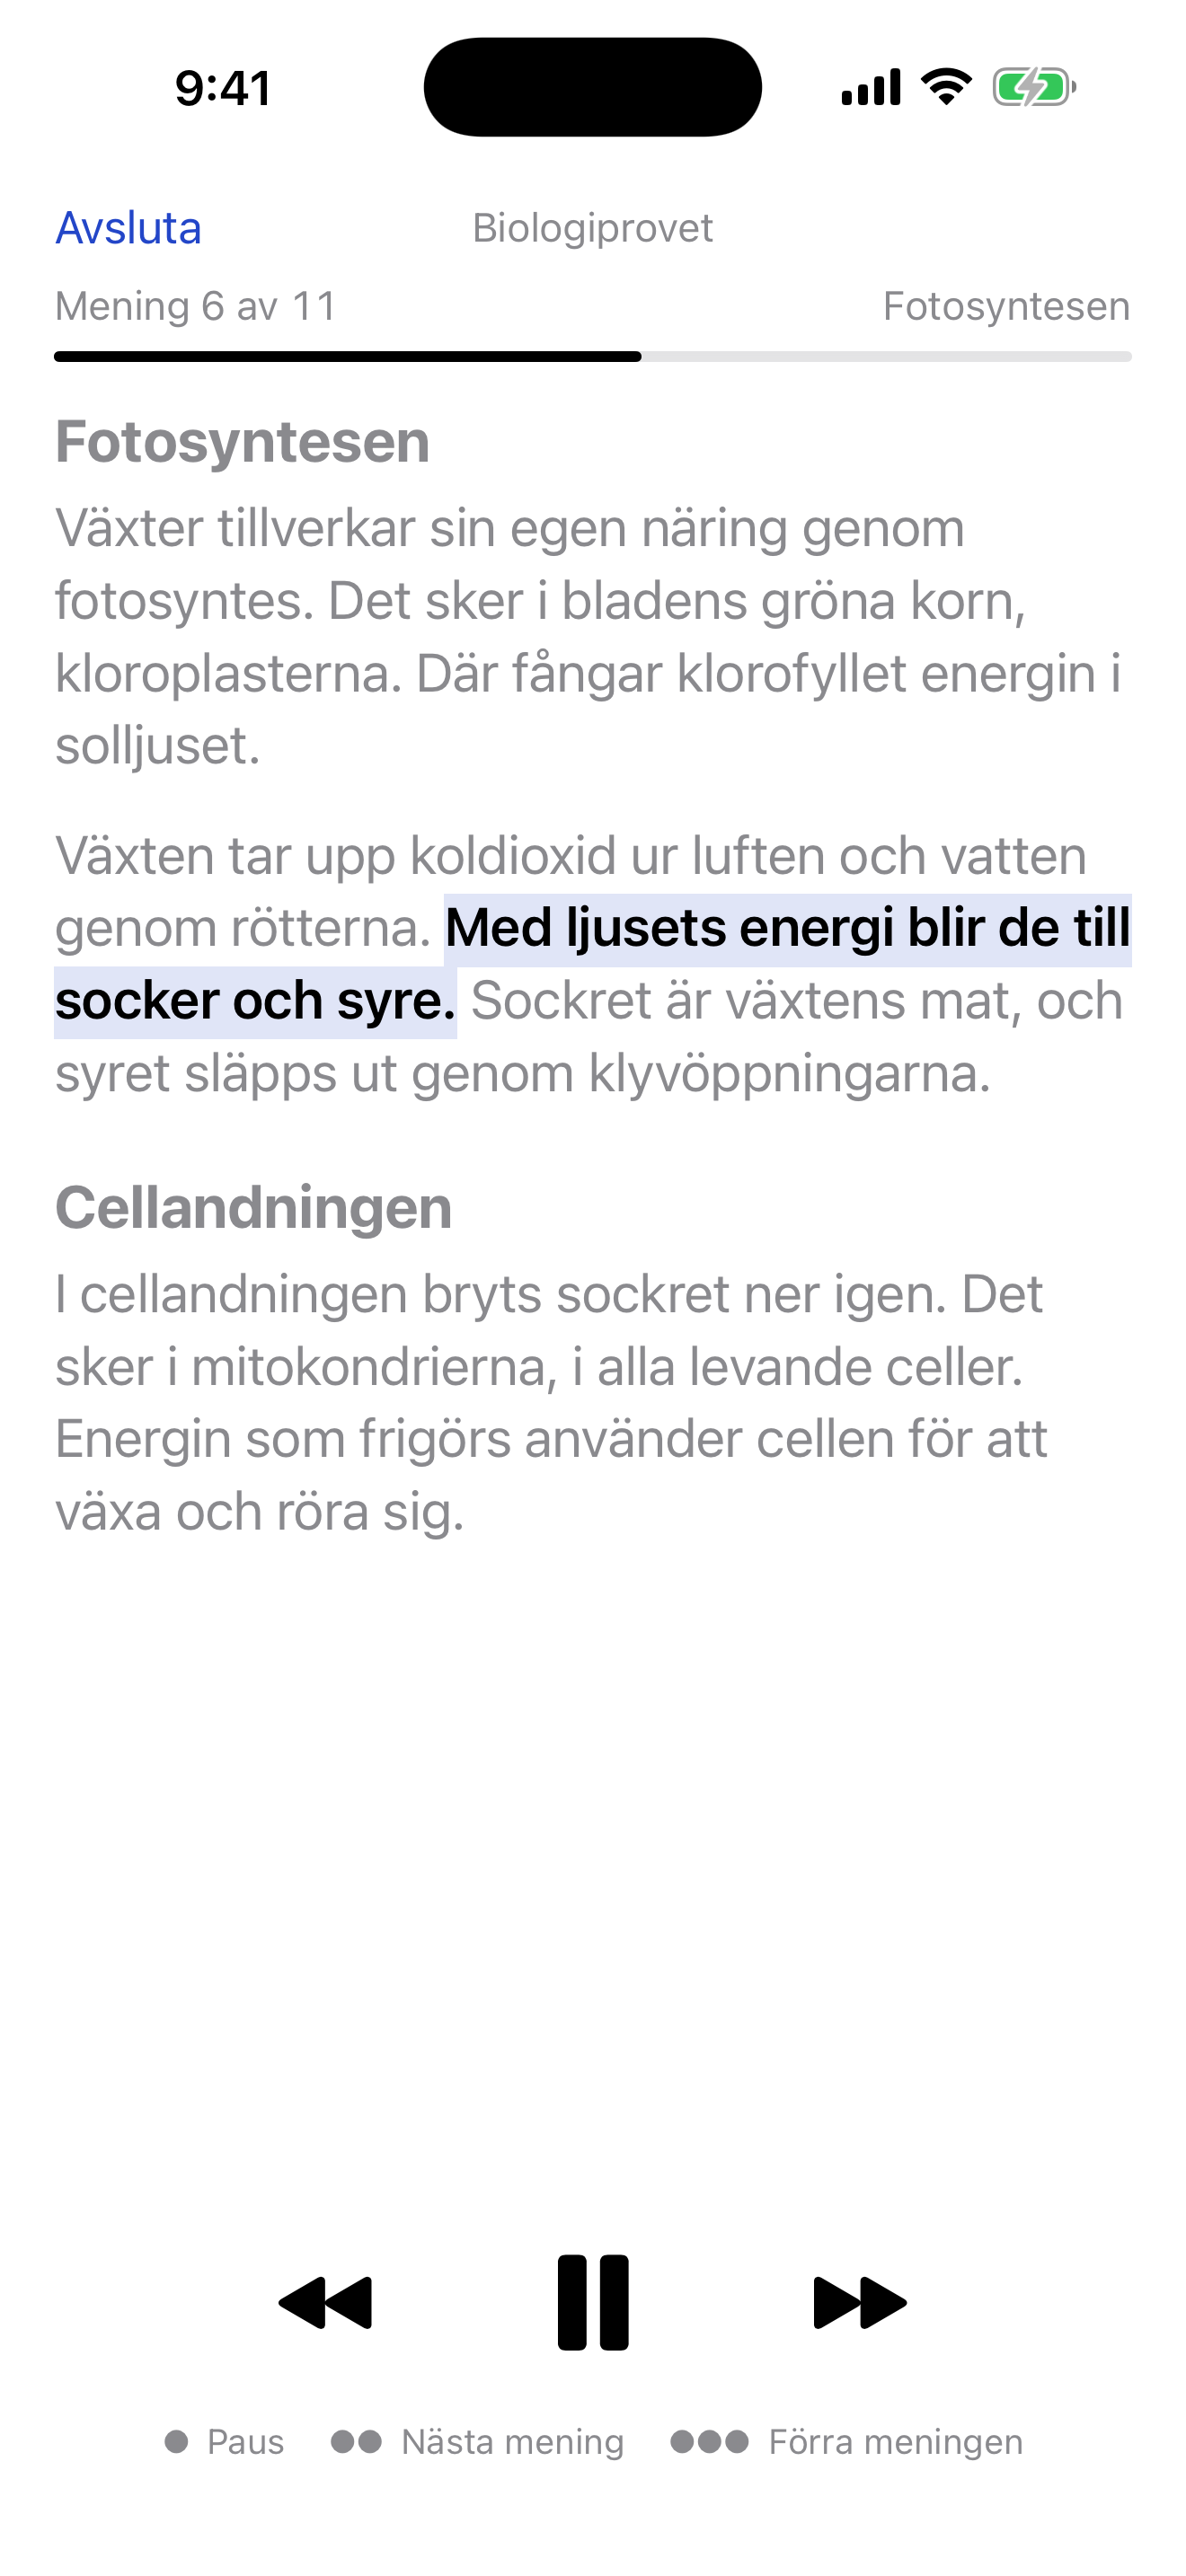 9:41
Avsluta
Biologiprovet
Mening 6 av 11
Fotosyntesen
Fotosyntesen
Växter tillverkar sin egen näring genom
fotosyntes. Det sker i bladens gröna korn,
kloroplasterna. Där fångar klorofyllet energin i
solljuset.
Växten tar upp koldioxid ur luften och vatten
genom rötterna. Med ljusets energi blir de till
socker och syre. Sockret är växtens mat, och
syret släpps ut genom klyvöppningarna.
Cellandningen
I cellandningen bryts sockret ner igen. Det
sker i mitokondrierna, i alla levande celler.
Energin som frigörs använder cellen för att
växa och röra sig.
Paus
Nästa mening
Förra meningen